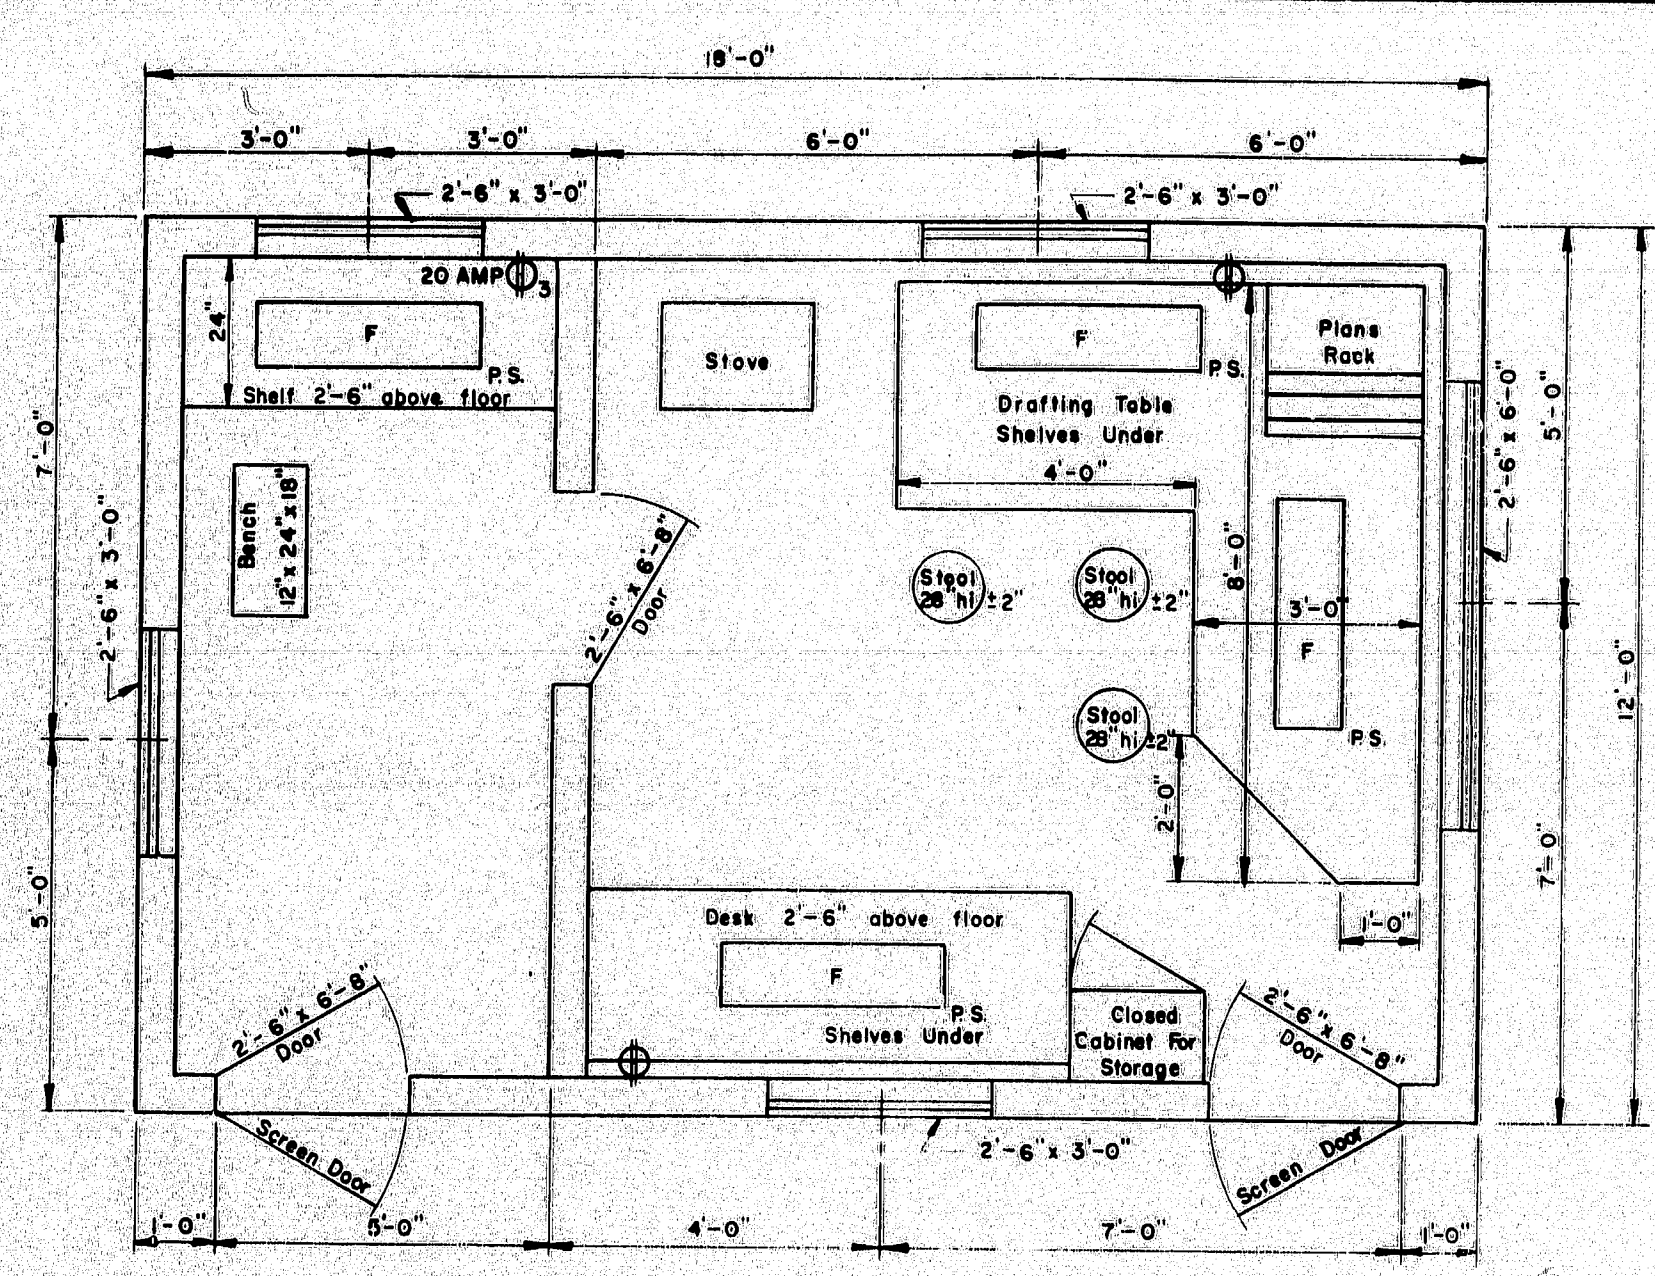 18'-0"
3'-0" 3'-0" 6'-0" 6'-0"
2'-6" x 3'-0" 2'-6" x 3'-0"
20 AMP 3
24"
F
P.S.
Shelf 2'-6" above floor
Stove
F
P.S.
Drafting Table
Shelves Under
4'-0"
Plans
Rack
2'-6" x 6'-0"
5'-0"
7'-0"
2'-6" x 3'-0"
Bench
12" x 24" x 18"
2'-6" x 6'-8"
Door
Stool
28" hi ±2"
Stool
28" hi ±2"
8'-0"
3'-0"
F
P.S.
12'-0"
Stool
28" hi ±2"
2'-0"
7'-0"
5'-0"
1'-0"
Desk 2'-6" above floor
F
P.S.
Shelves Under
Closed
Cabinet For
Storage
2'-6" x 6'-8"
Door
2'-6" x 6'-8"
Door
Screen Door
2'-6" x 3'-0"
Screen Door
1'-0" 5'-0" 4'-0" 7'-0" 1'-0"